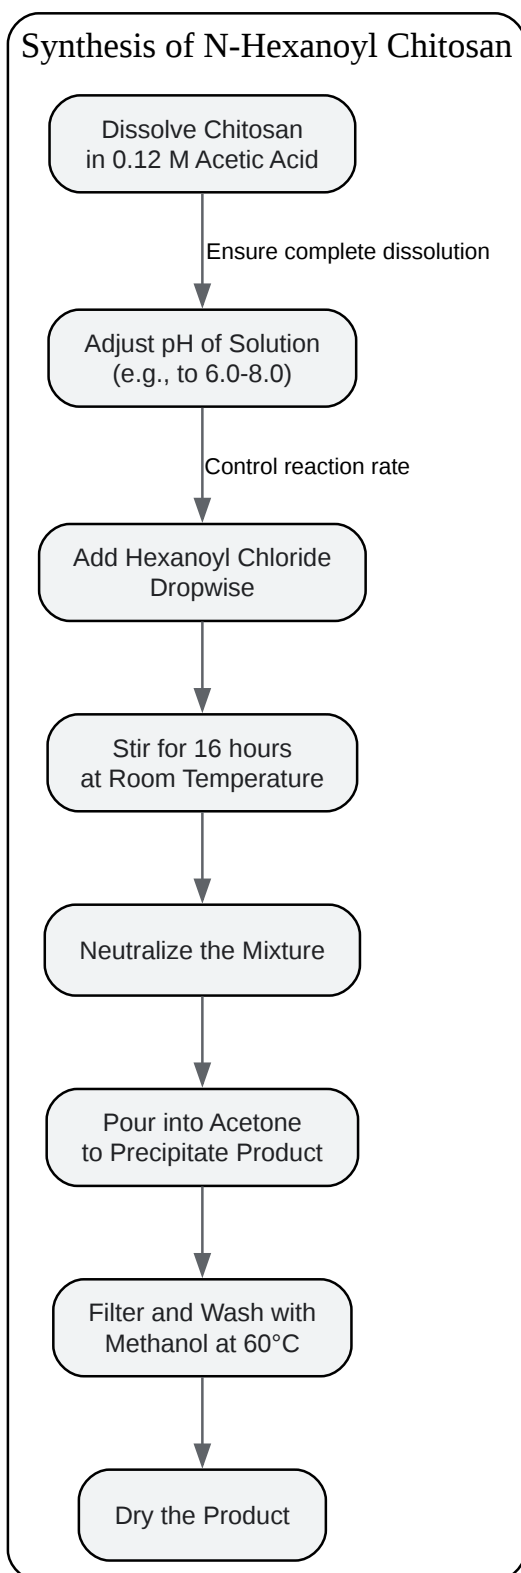 Synthesis of N-Hexanoyl Chitosan
Dissolve Chitosan
in 0.12 M Acetic Acid
Ensure complete dissolution
Adjust pH of Solution
(e.g., to 6.0-8.0)
Control reaction rate
Add Hexanoyl Chloride
Dropwise
Stir for 16 hours
at Room Temperature
Neutralize the Mixture
Pour into Acetone
to Precipitate Product
Filter and Wash with
Methanol at 60°C
Dry the Product